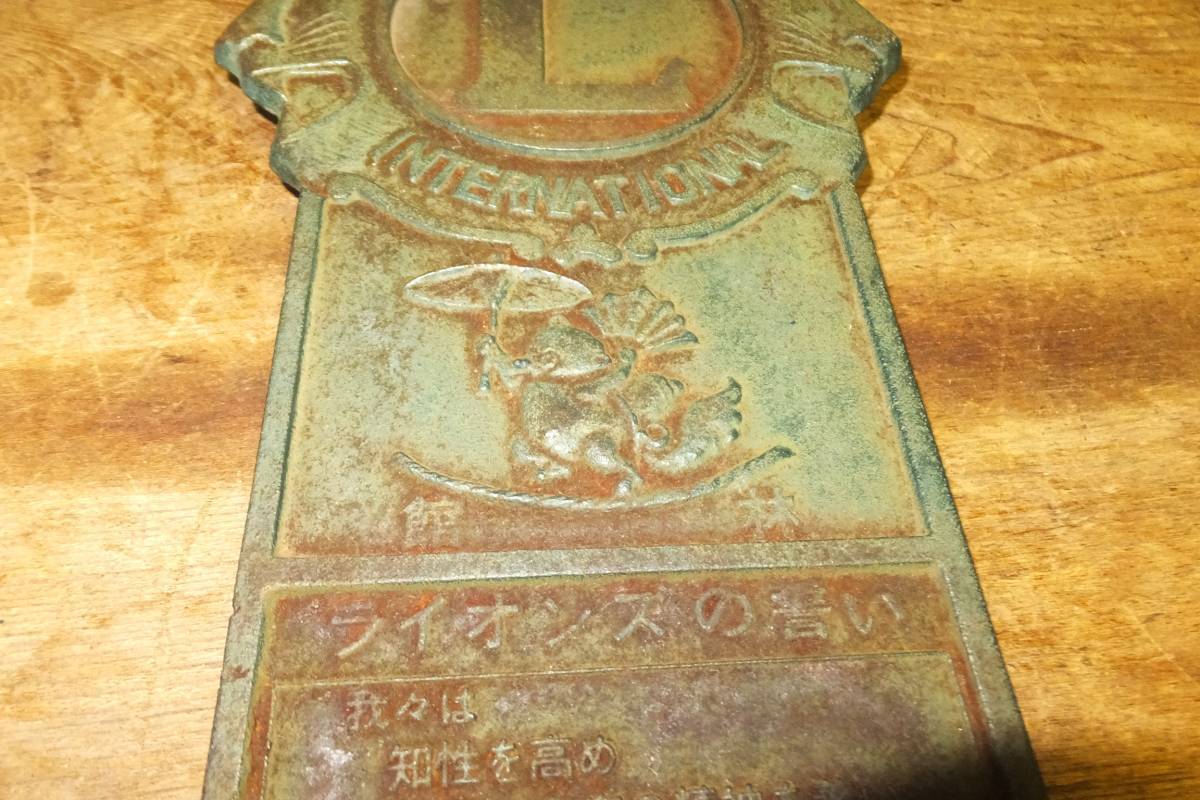 L
INTERNATIONAL
館 林
ライオンズの誓い
我々は
知性を高め